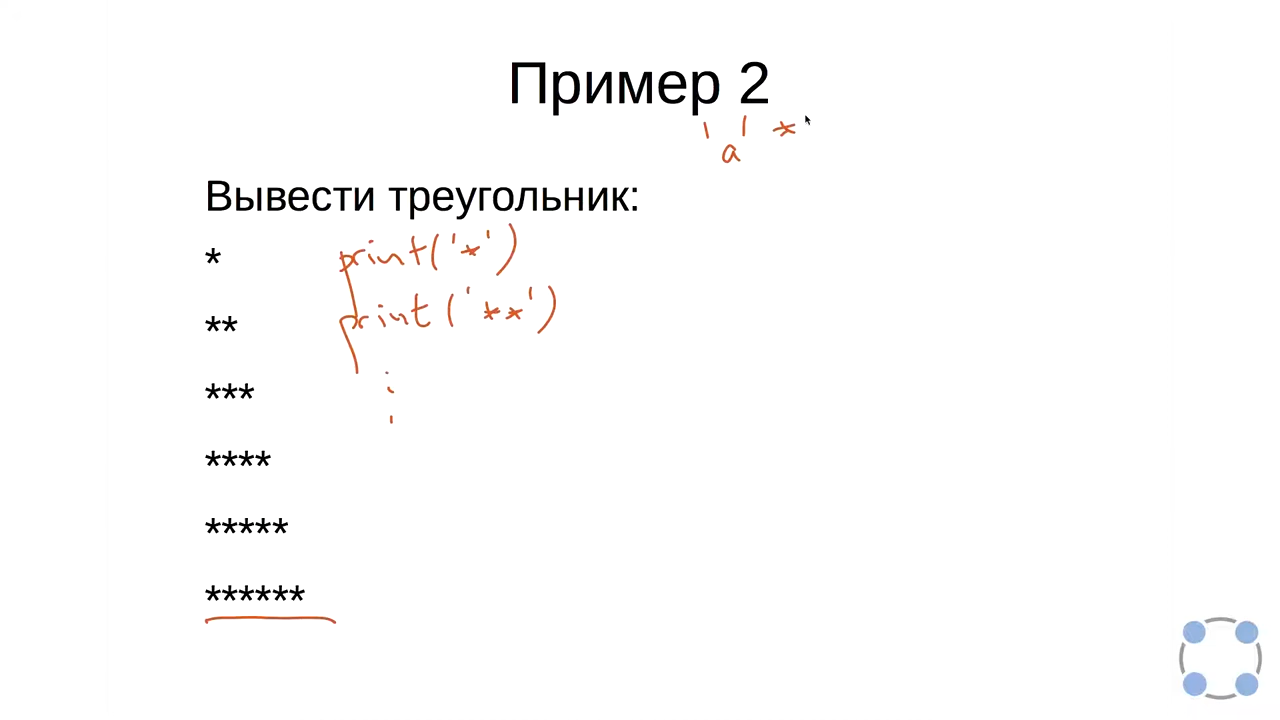 Пример 2
'a' *
Вывести треугольник:
* print('*')
** print('**')
***
****
*****
******